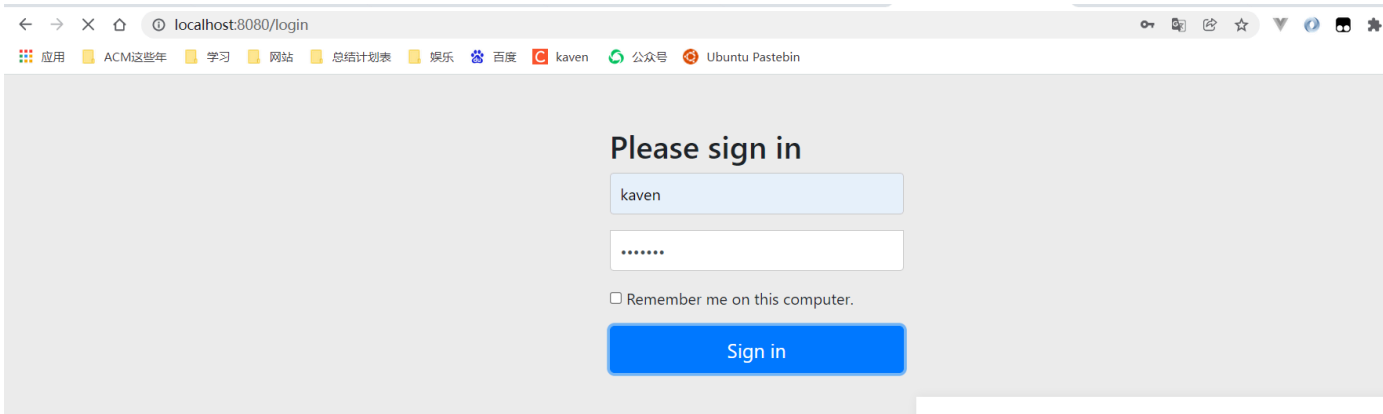 localhost:8080/login
应用 ACM这些年 学习 网站 总结计划表 娱乐 百度 C kaven 公众号 Ubuntu Pastebin
Please sign in
kaven
•••••••
Remember me on this computer.
Sign in